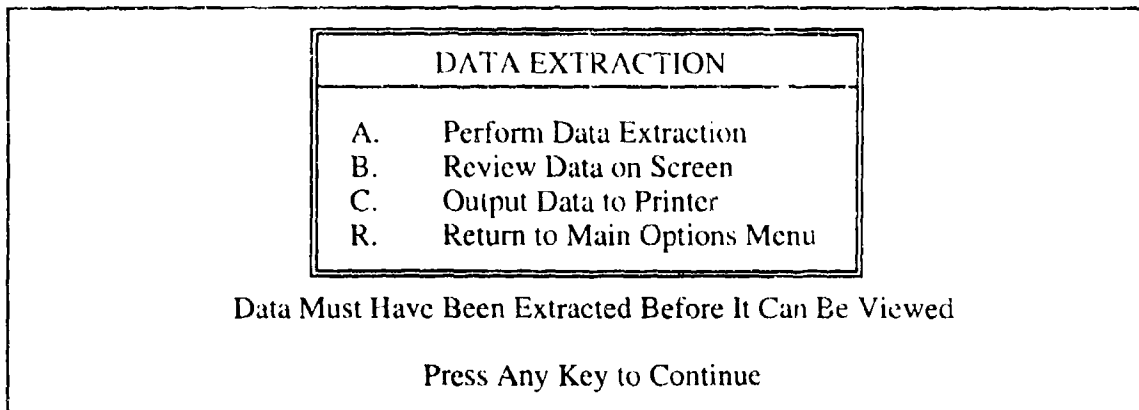 DATA EXTRACTION
A. Perform Data Extraction
B. Review Data on Screen
C. Output Data to Printer
R. Return to Main Options Menu
Data Must Have Been Extracted Before It Can Be Viewed
Press Any Key to Continue